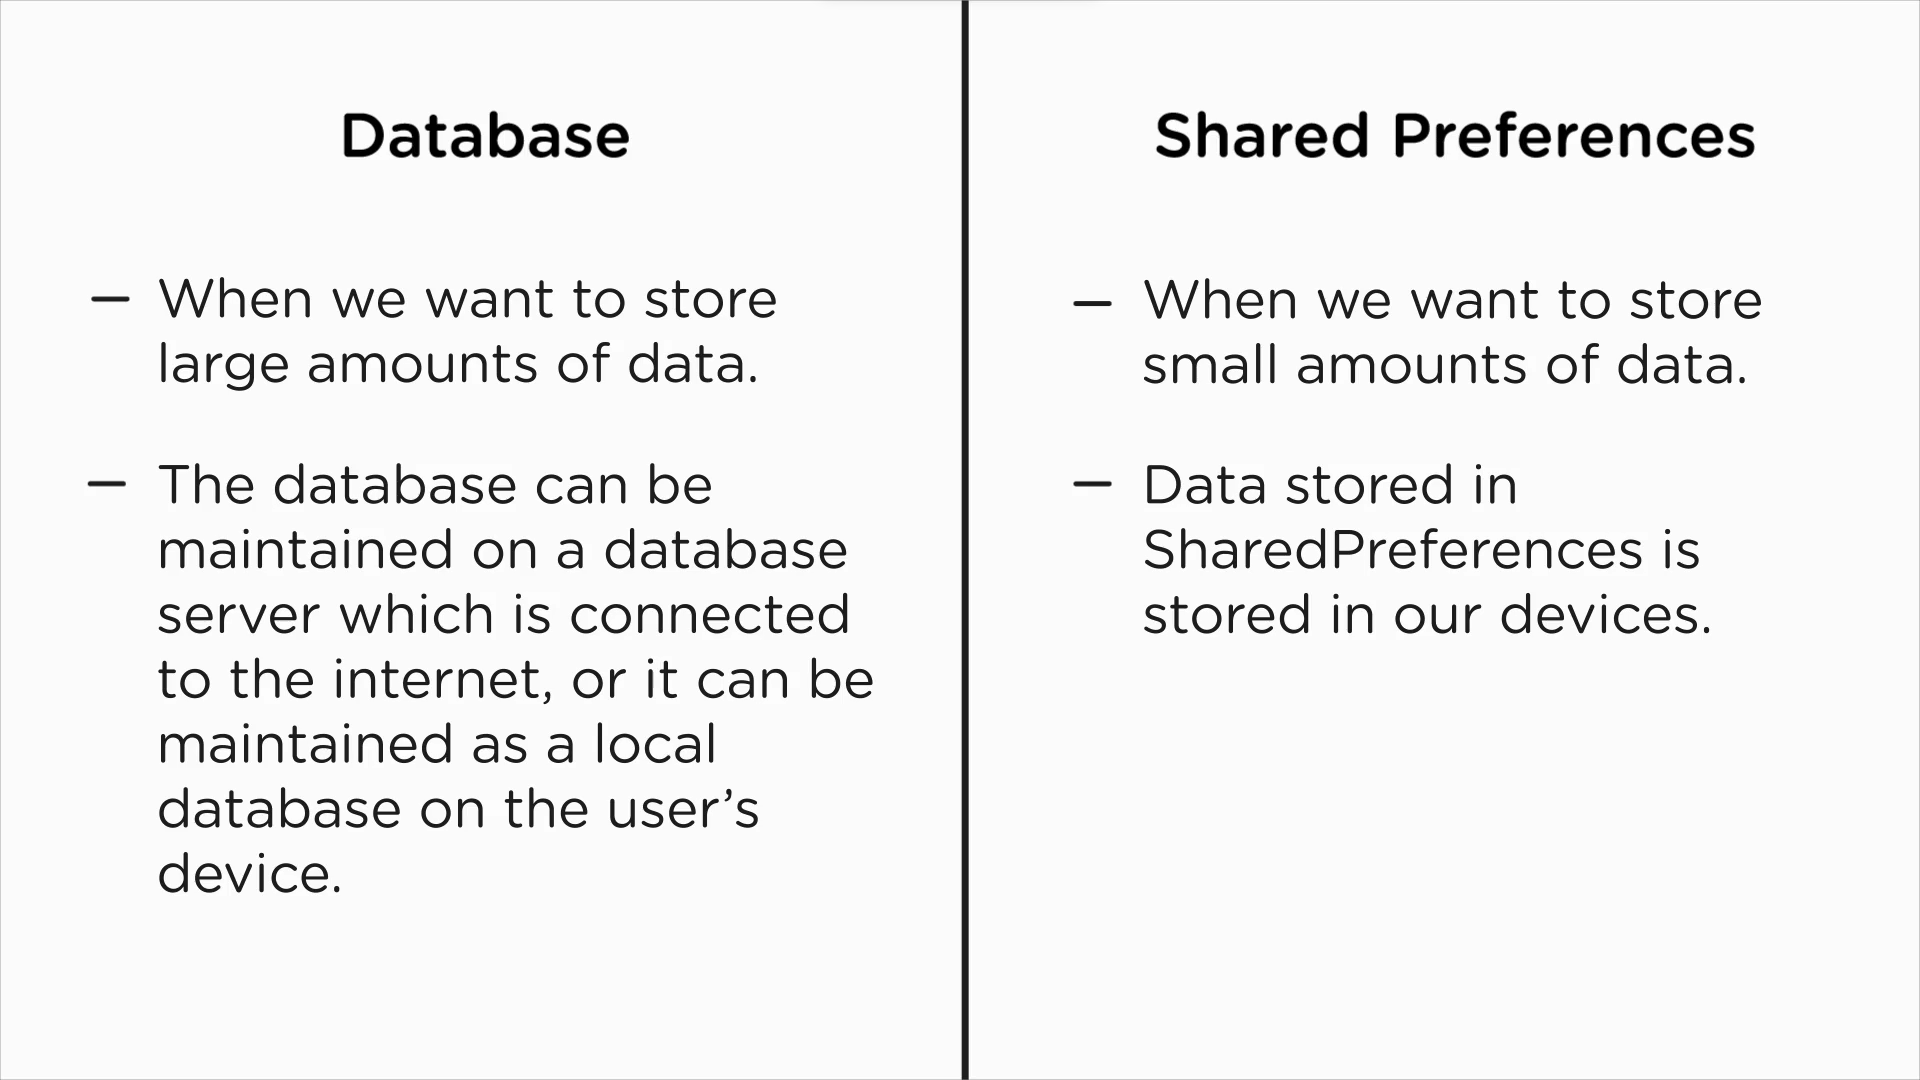 Database
— When we want to store
large amounts of data.
— The database can be
maintained on a database
server which is connected
to the internet, or it can be
maintained as a local
database on the user’s
device.
Shared Preferences
— When we want to store
small amounts of data.
— Data stored in
SharedPreferences is
stored in our devices.